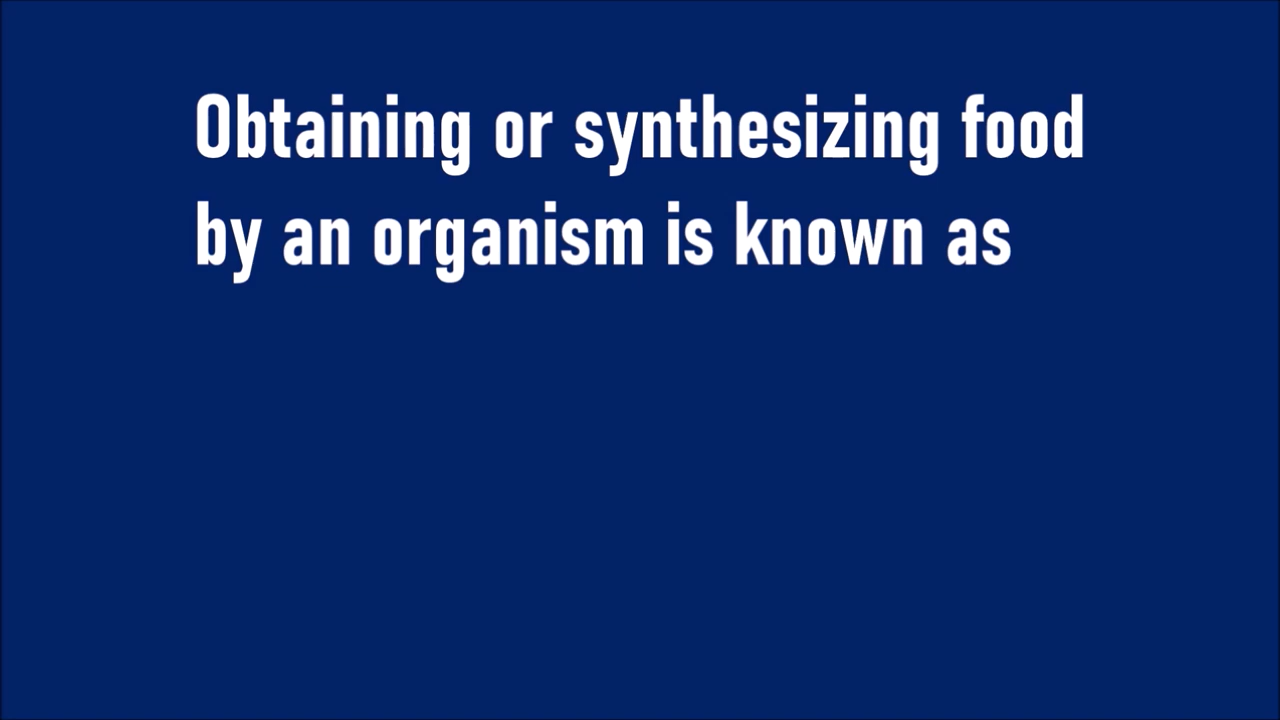 Obtaining or synthesizing food
by an organism is known as